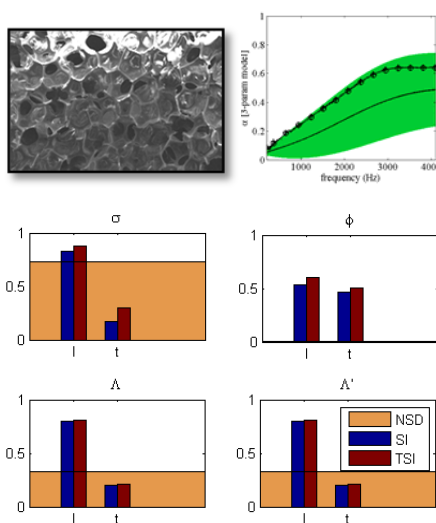 α [3-param model]
1
0.8
0.6
0.4
0.2
0
1000 2000 3000 4000
frequency (Hz)
σ
1
0.5
0
l t
ϕ
1
0.5
0
l t
Λ
1
0.5
0
l t
Λ'
1
0.5
0
l t
NSD
SI
TSI